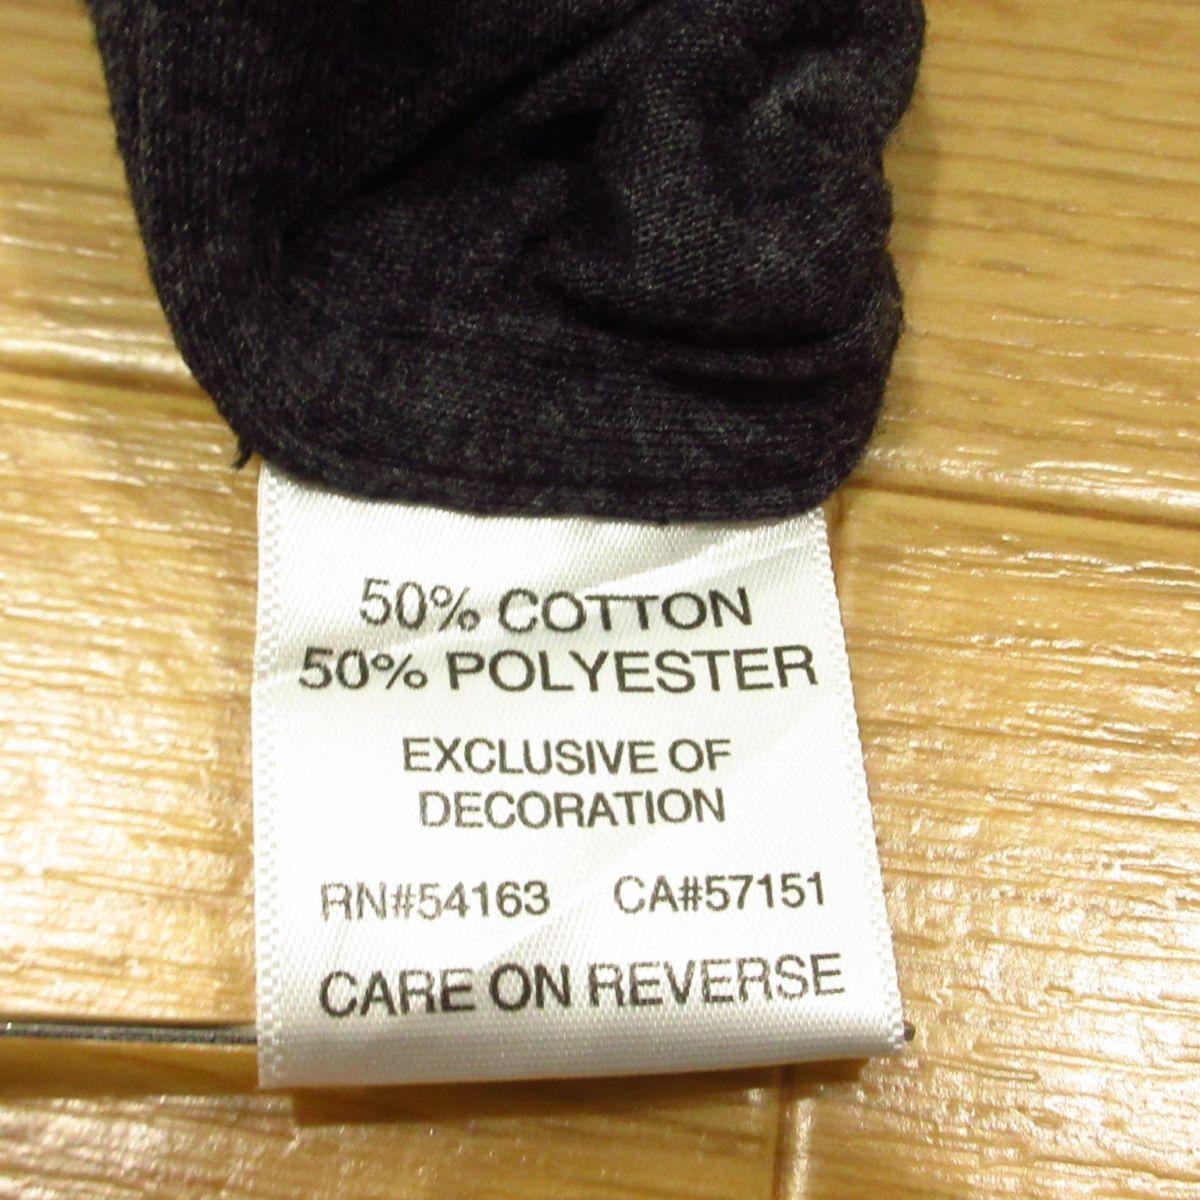 50% COTTON
50% POLYESTER
EXCLUSIVE OF
DECORATION
RN#54163 CA#57151
CARE ON REVERSE